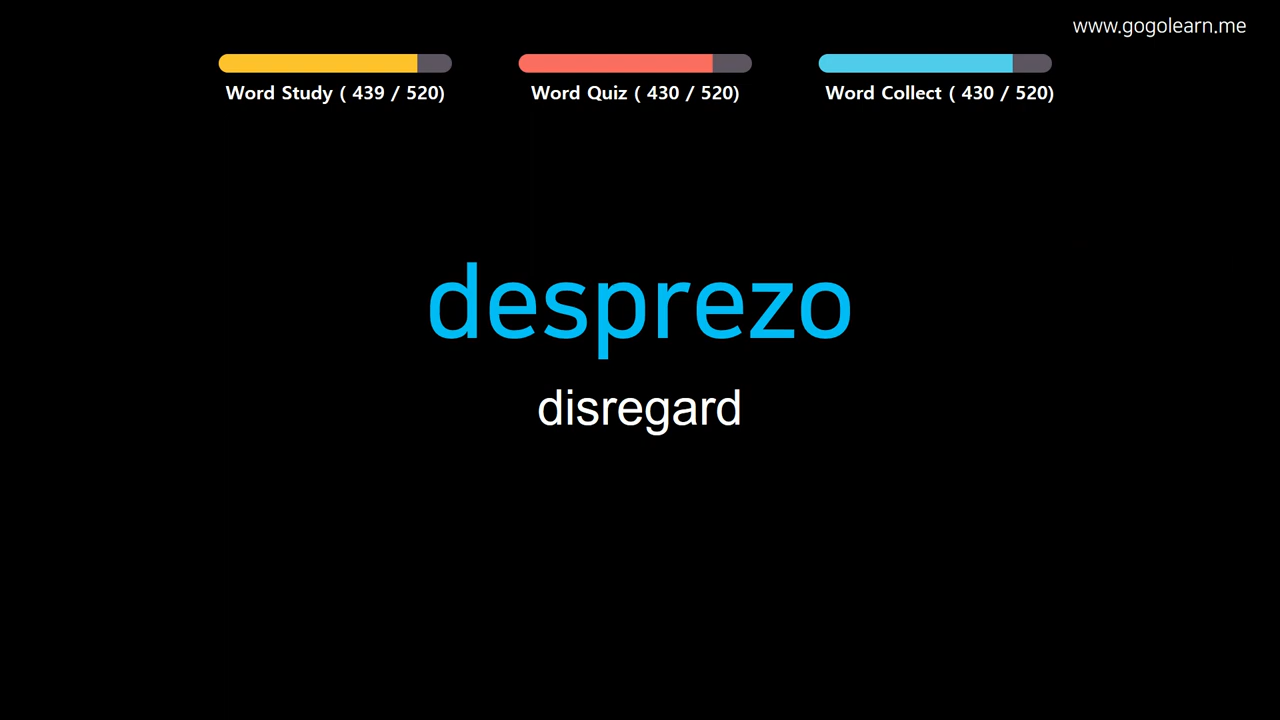 www.gogolearn.me
Word Study ( 439 / 520)
Word Quiz ( 430 / 520)
Word Collect ( 430 / 520)
desprezo
disregard